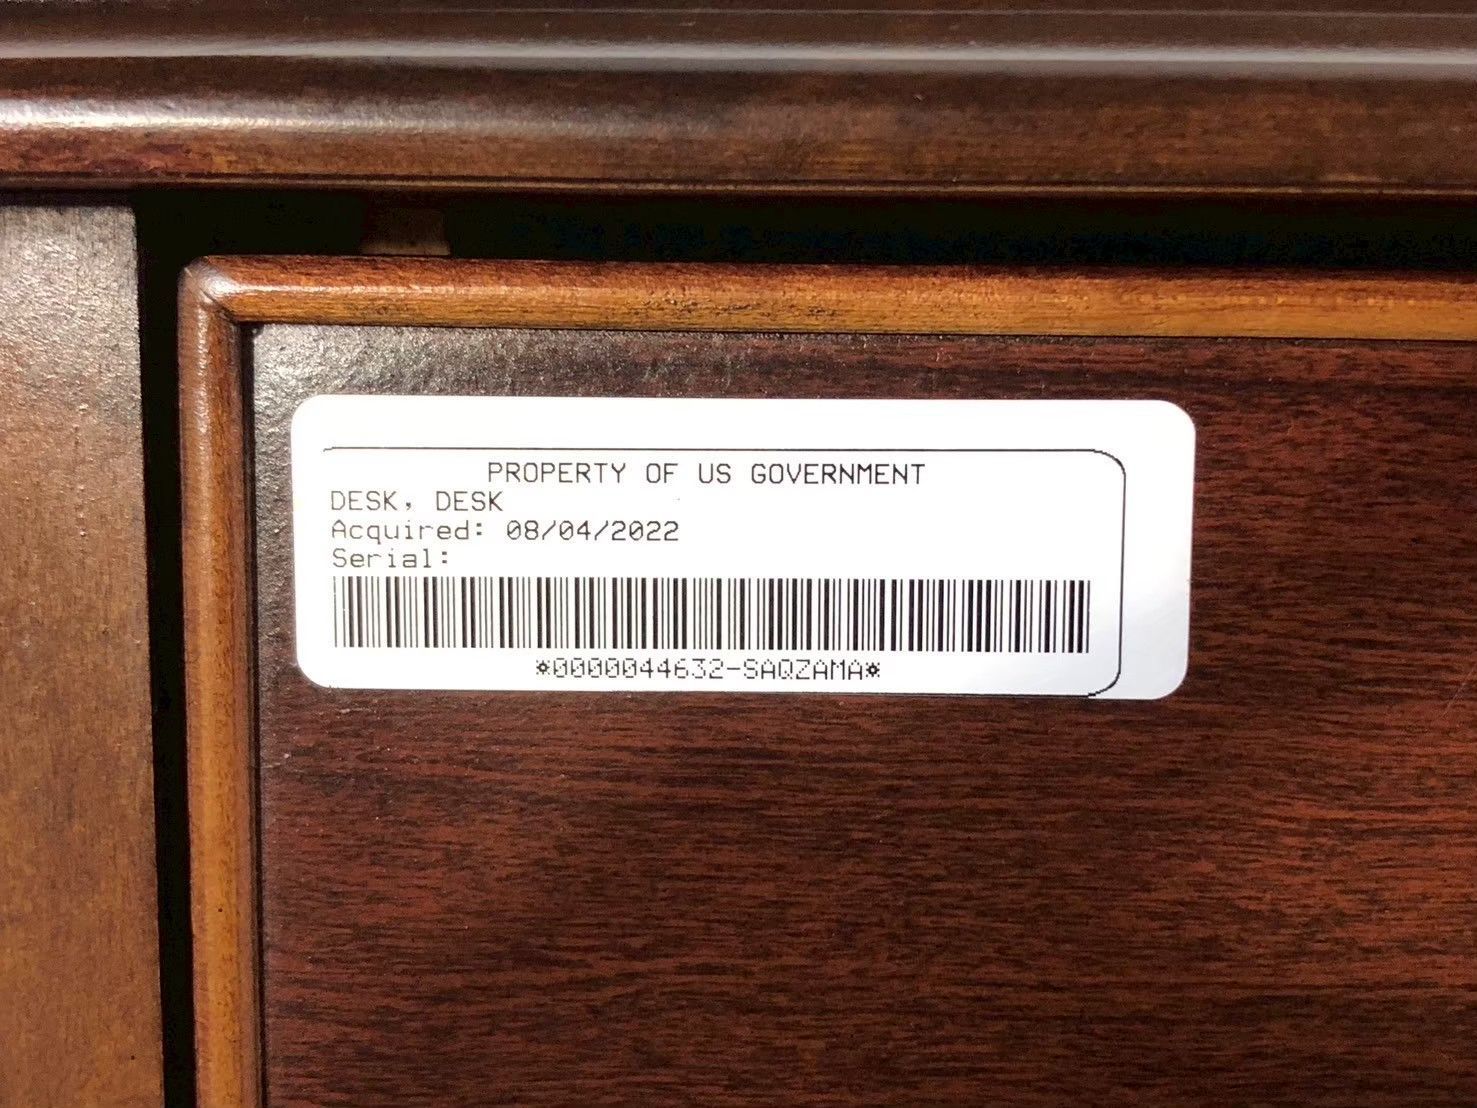 PROPERTY OF US GOVERNMENT
DESK, DESK
Acquired: 08/04/2022
Serial:
*0000044632-SAQZAMA*